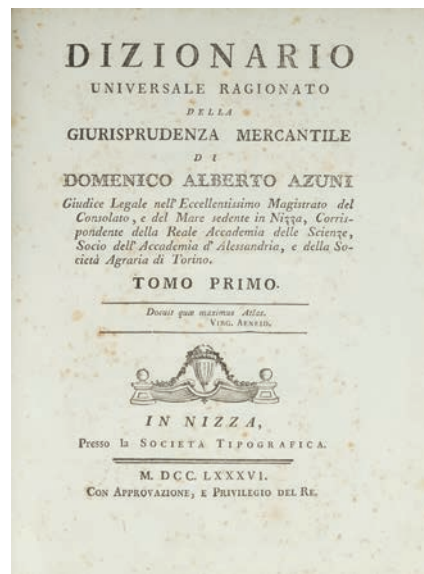 DIZIONARIO
UNIVERSALE RAGIONATO
DELLA
GIURISPRUDENZA MERCANTILE
DI
DOMENICO ALBERTO AZUNI
Giudice Legale nell' Eccellentissimo Magistrato del
Consolato, e del Mare sedente in Nizza, Corris-
pondente della Reale Accademia delle Scienze,
Socio dell' Accademia d' Alessandria, e della So-
cietà Agraria di Torino.
TOMO PRIMO.
Docuit quæ maximus Atlas.
VIRG. AENEID.
IN NIZZA,
Presso la SOCIETÀ TIPOGRAFICA.
M. DCC. LXXXVI.
CON APPROVAZIONE, E PRIVILEGIO DEL RE.